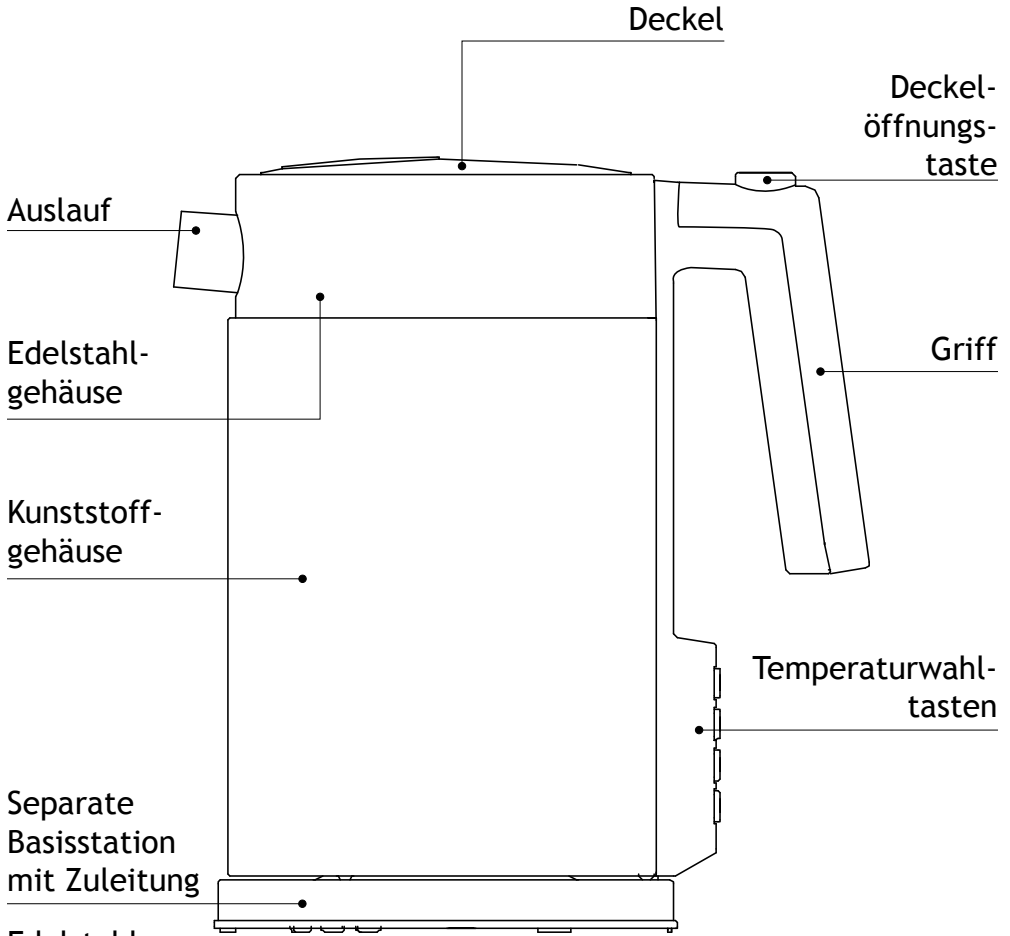 Deckel
Deckel-
öffnungs-
taste
Auslauf
Edelstahl-
gehäuse
Griff
Kunststoff-
gehäuse
Temperaturwahl-
tasten
Separate
Basisstation
mit Zuleitung